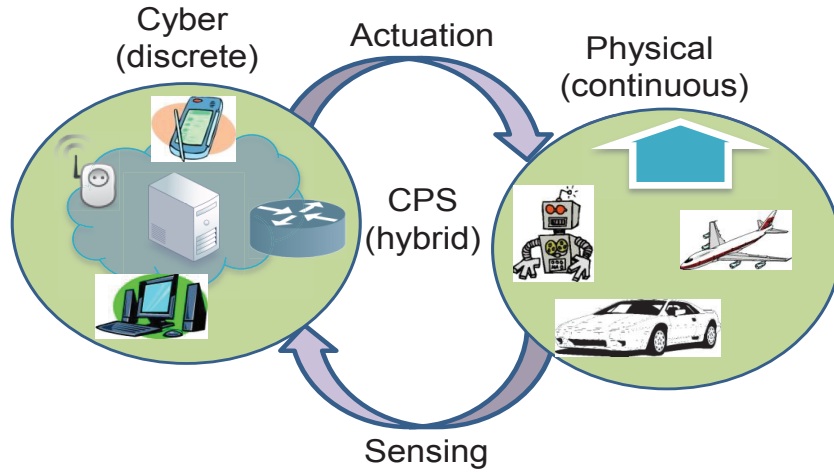 Cyber
(discrete)
Actuation
Physical
(continuous)
CPS
(hybrid)
Sensing